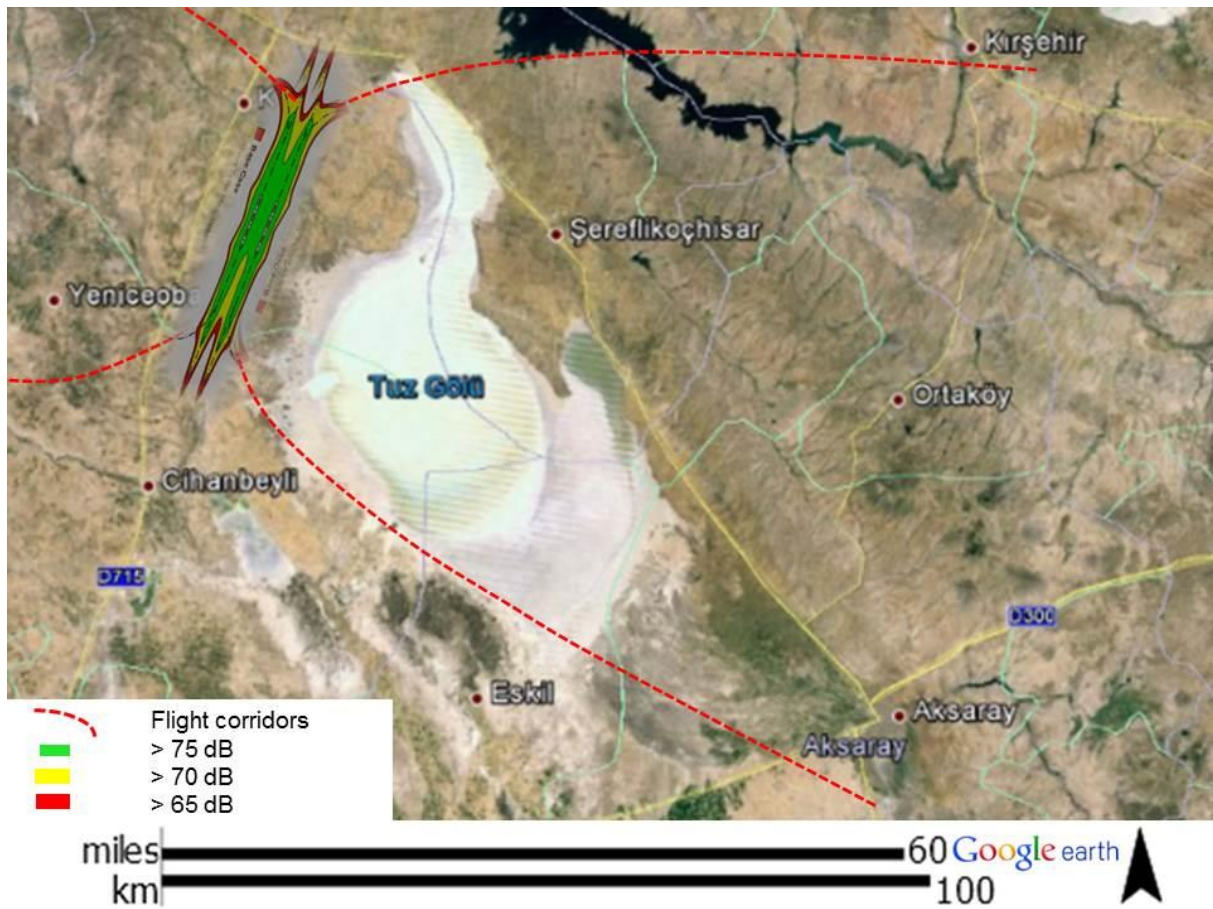 Kırşehir
K
Şereflikoçhisar
Yeniceoba
Tuz Gölü
Ortaköy
Cihanbeyli
D715
D300
Eskil
Aksaray
Aksaray
Flight corridors
> 75 dB
> 70 dB
> 65 dB
miles 60 Google earth
km 100